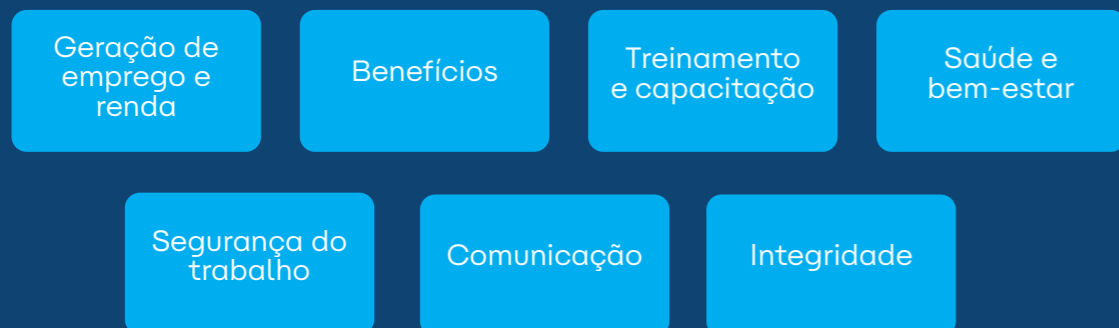 Geração de
emprego e
renda
Benefícios
Treinamento
e capacitação
Saúde e
bem-estar
Segurança do
trabalho
Comunicação
Integridade